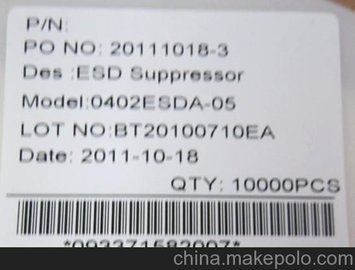 P/N:
PO NO: 20111018-3
Des :ESD Suppressor
Model:0402ESDA-05
LOT NO:BT20100710EA
Date: 2011-10-18
QTY: 10000PCS
*093371582007*
china.makepolo.com